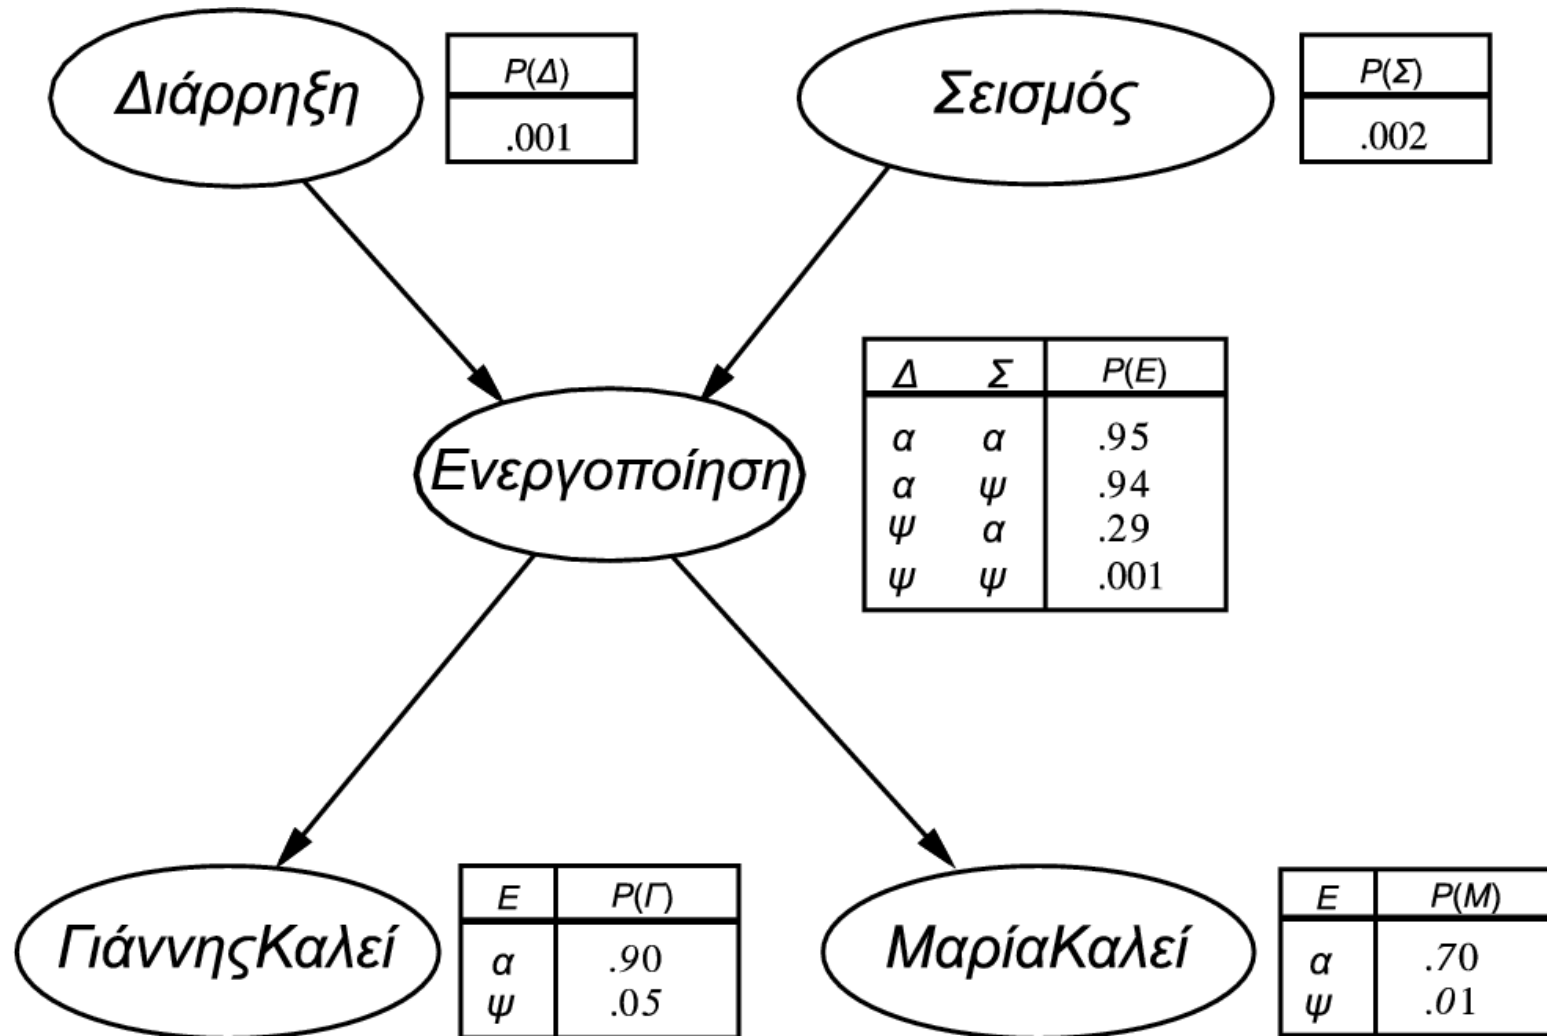 Διάρρηξη
P(Δ)
.001
Σεισμός
P(Σ)
.002
Ενεργοποίηση
Δ Σ P(E)
α α .95
α ψ .94
ψ α .29
ψ ψ .001
ΓιάννηςΚαλεί
E P(Γ)
α .90
ψ .05
ΜαρίαΚαλεί
E P(M)
α .70
ψ .01